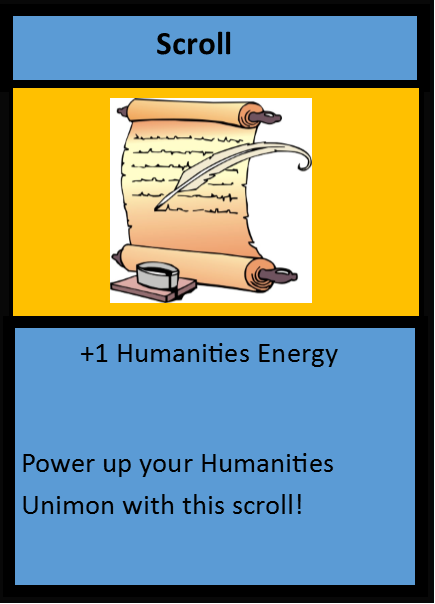 Scroll
+1 Humanities Energy
Power up your Humanities
Unimon with this scroll!